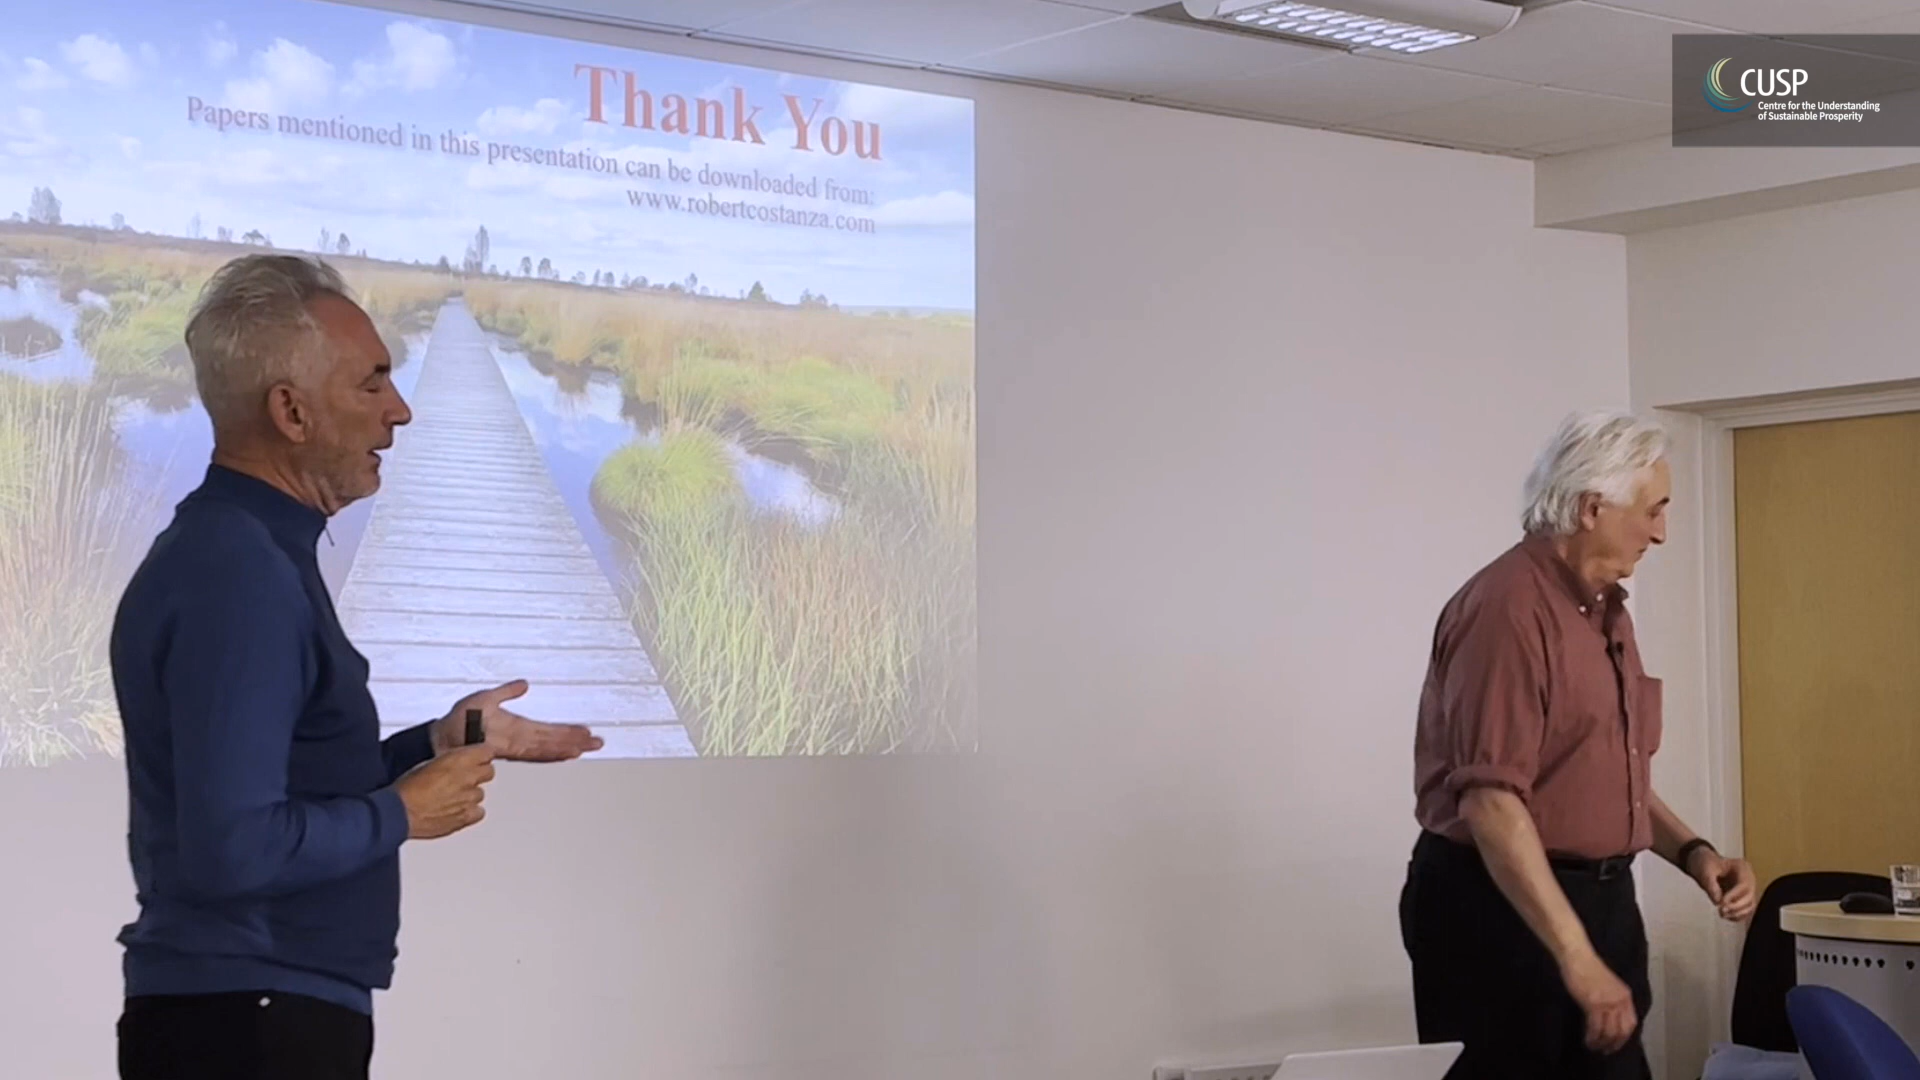 Thank You
Papers mentioned in this presentation can be downloaded from:
www.robertcostanza.com
CUSP
Centre for the Understanding
of Sustainable Prosperity